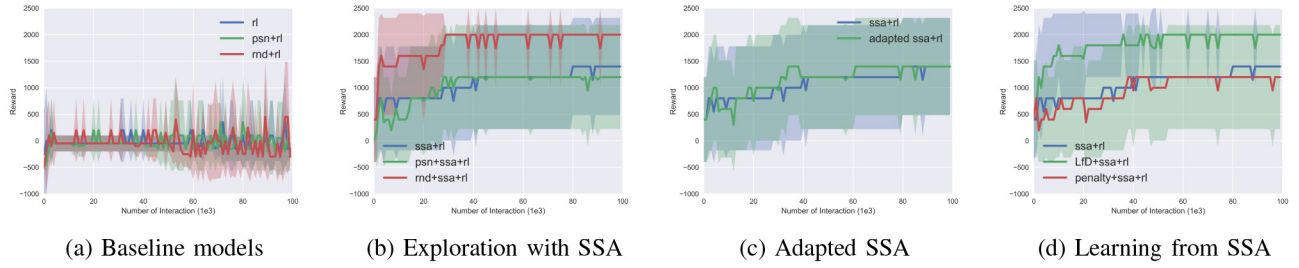 2500
2000
1500
1000
500
0
−500
−1000
Reward
0
20
40
60
80
100
Number of Interaction (1e3)
rl
psn+rl
rnd+rl
(a) Baseline models
2500
2000
1500
1000
500
0
−500
−1000
Reward
0
20
40
60
80
100
Number of Interaction (1e3)
ssa+rl
psn+ssa+rl
rnd+ssa+rl
(b) Exploration with SSA
2500
2000
1500
1000
500
0
−500
−1000
Reward
0
20
40
60
80
100
Number of Interaction (1e3)
ssa+rl
adapted ssa+rl
(c) Adapted SSA
2500
2000
1500
1000
500
0
−500
−1000
Reward
0
20
40
60
80
100
Number of Interaction (1e3)
ssa+rl
LfD+ssa+rl
penalty+ssa+rl
(d) Learning from SSA